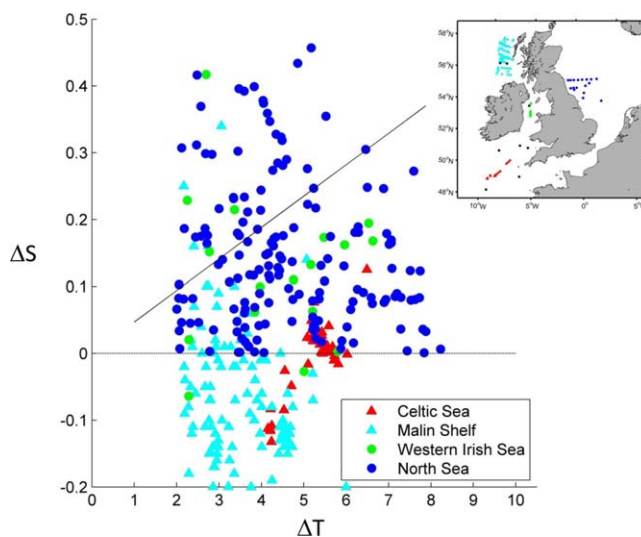 0.5
0.4
0.3
0.2
0.1
0
-0.1
-0.2
ΔS
0 1 2 3 4 5 6 7 8 9 10
ΔT
Celtic Sea
Malin Shelf
Western Irish Sea
North Sea
58°N
56°N
54°N
52°N
50°N
48°N
10°W 5°W 0° 5°